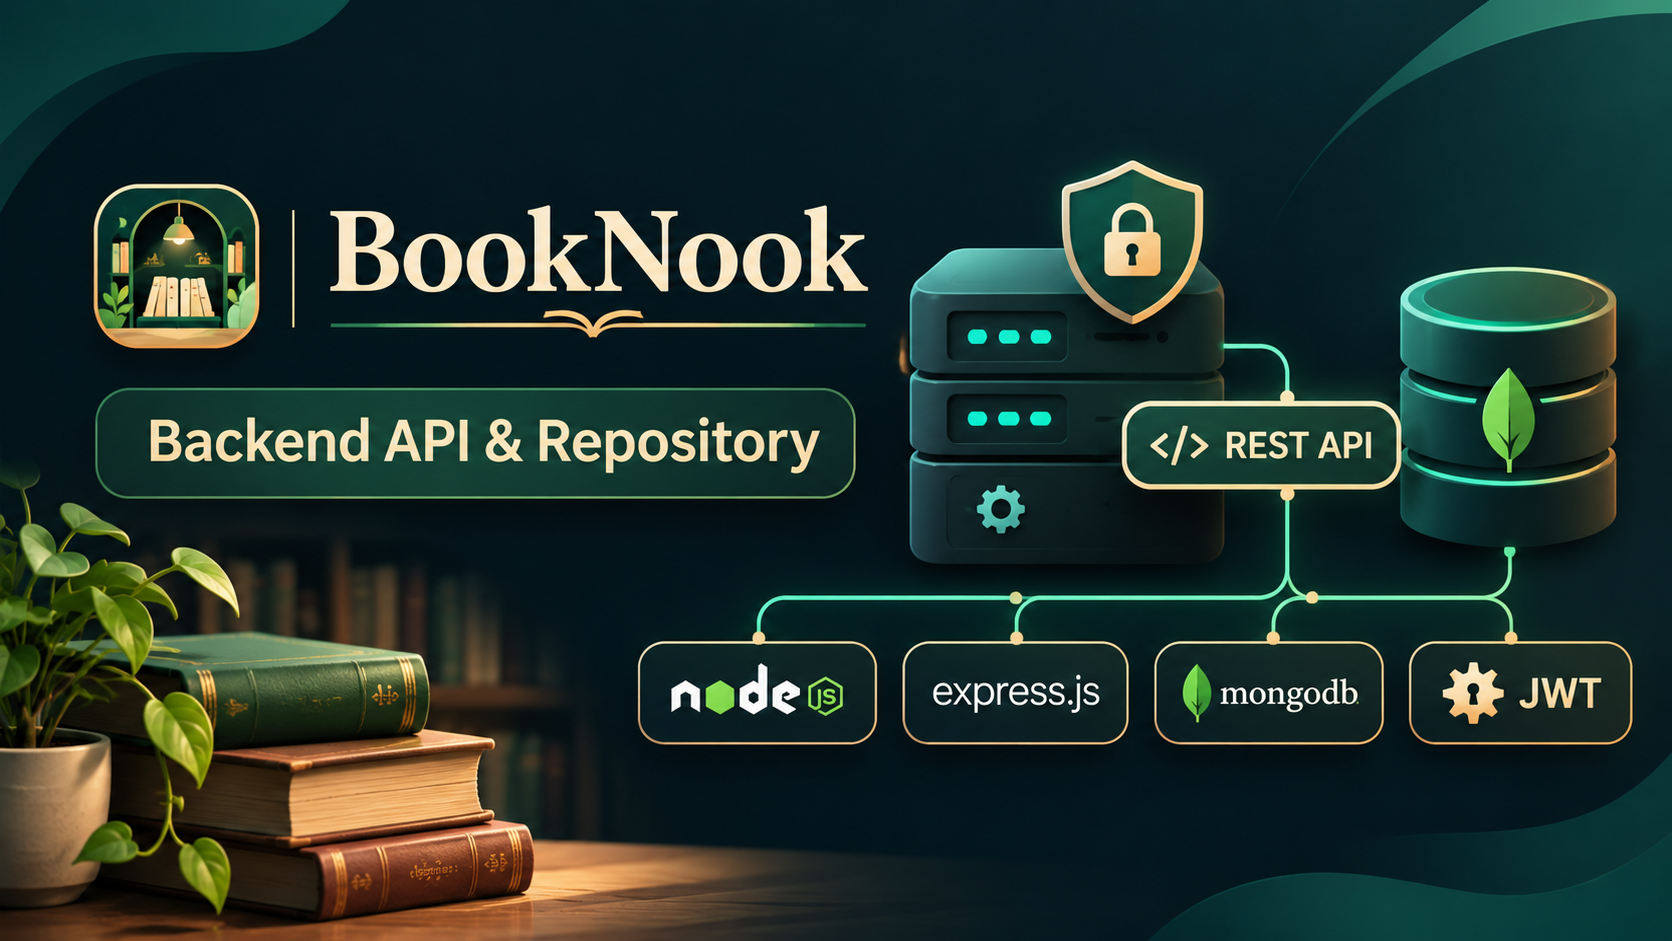 BookNook
Backend API & Repository
</> REST API
node JS
express.js
mongodb
JWT